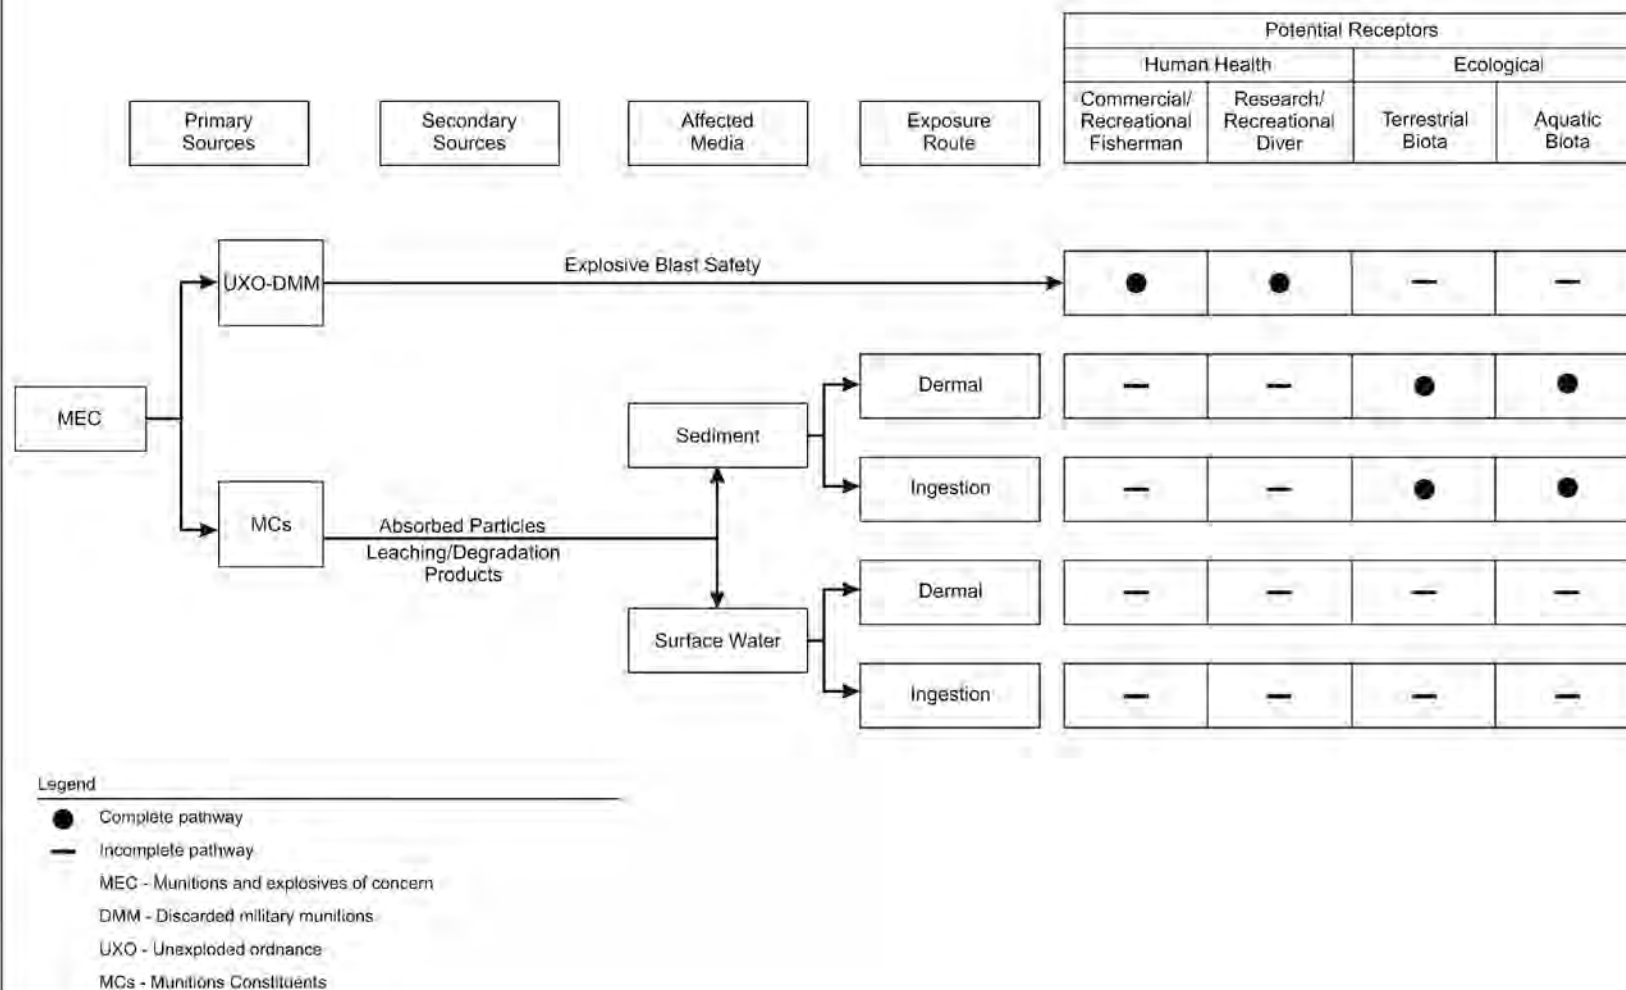 Potential Receptors
Human Health
Ecological
Primary
Sources
Secondary
Sources
Affected
Media
Exposure
Route
Commercial/
Recreational
Fisherman
Research/
Recreational
Diver
Terrestrial
Biota
Aquatic
Biota
UXO-DMM
Explosive Blast Safety
MEC
Dermal
Sediment
Ingestion
MCs
Absorbed Particles
Leaching/Degradation
Products
Dermal
Surface Water
Ingestion
Legend
Complete pathway
Incomplete pathway
MEC - Munitions and explosives of concern
DMM - Discarded military munitions
UXO - Unexploded ordnance
MCs - Munitions Constituents